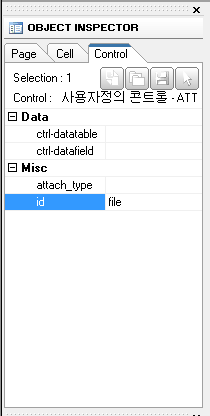 OBJECT INSPECTOR
Page Cell Control
Selection : 1
Control : 사용자정의 콘트롤 - ATT
Data
ctrl-datatable
ctrl-datafield
Misc
attach_type
id file